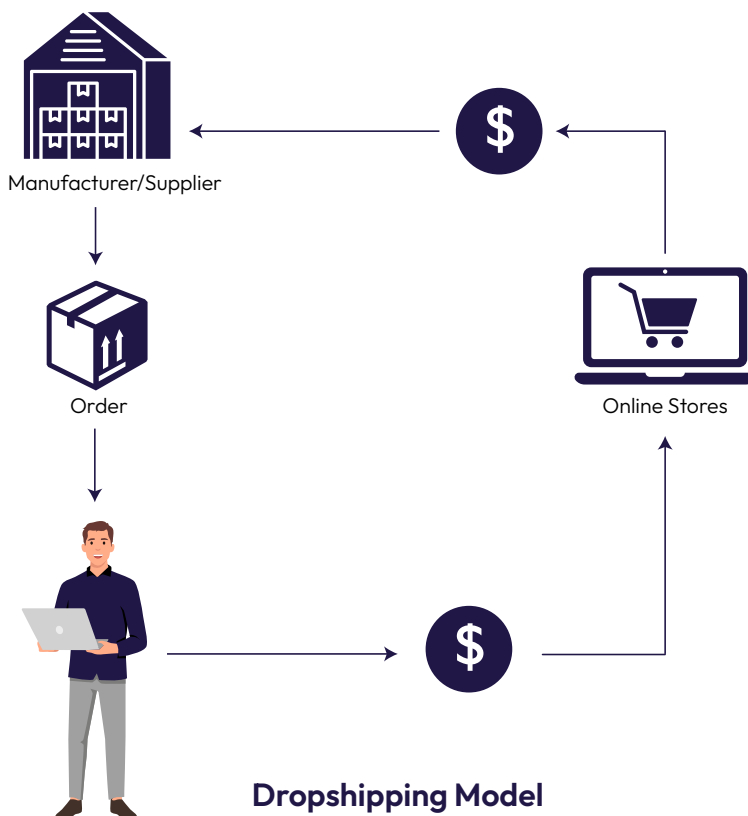 $
Manufacturer/Supplier
Order
Online Stores
$
Dropshipping Model